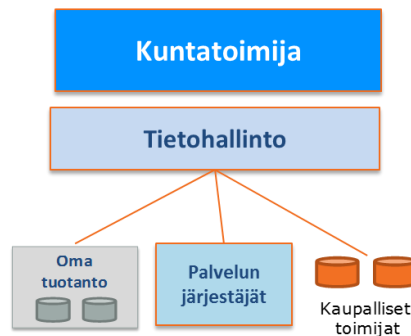 Kuntatoimija
Tietohallinto
Oma
tuotanto
Palvelun
järjestäjät
Kaupalliset
toimijat